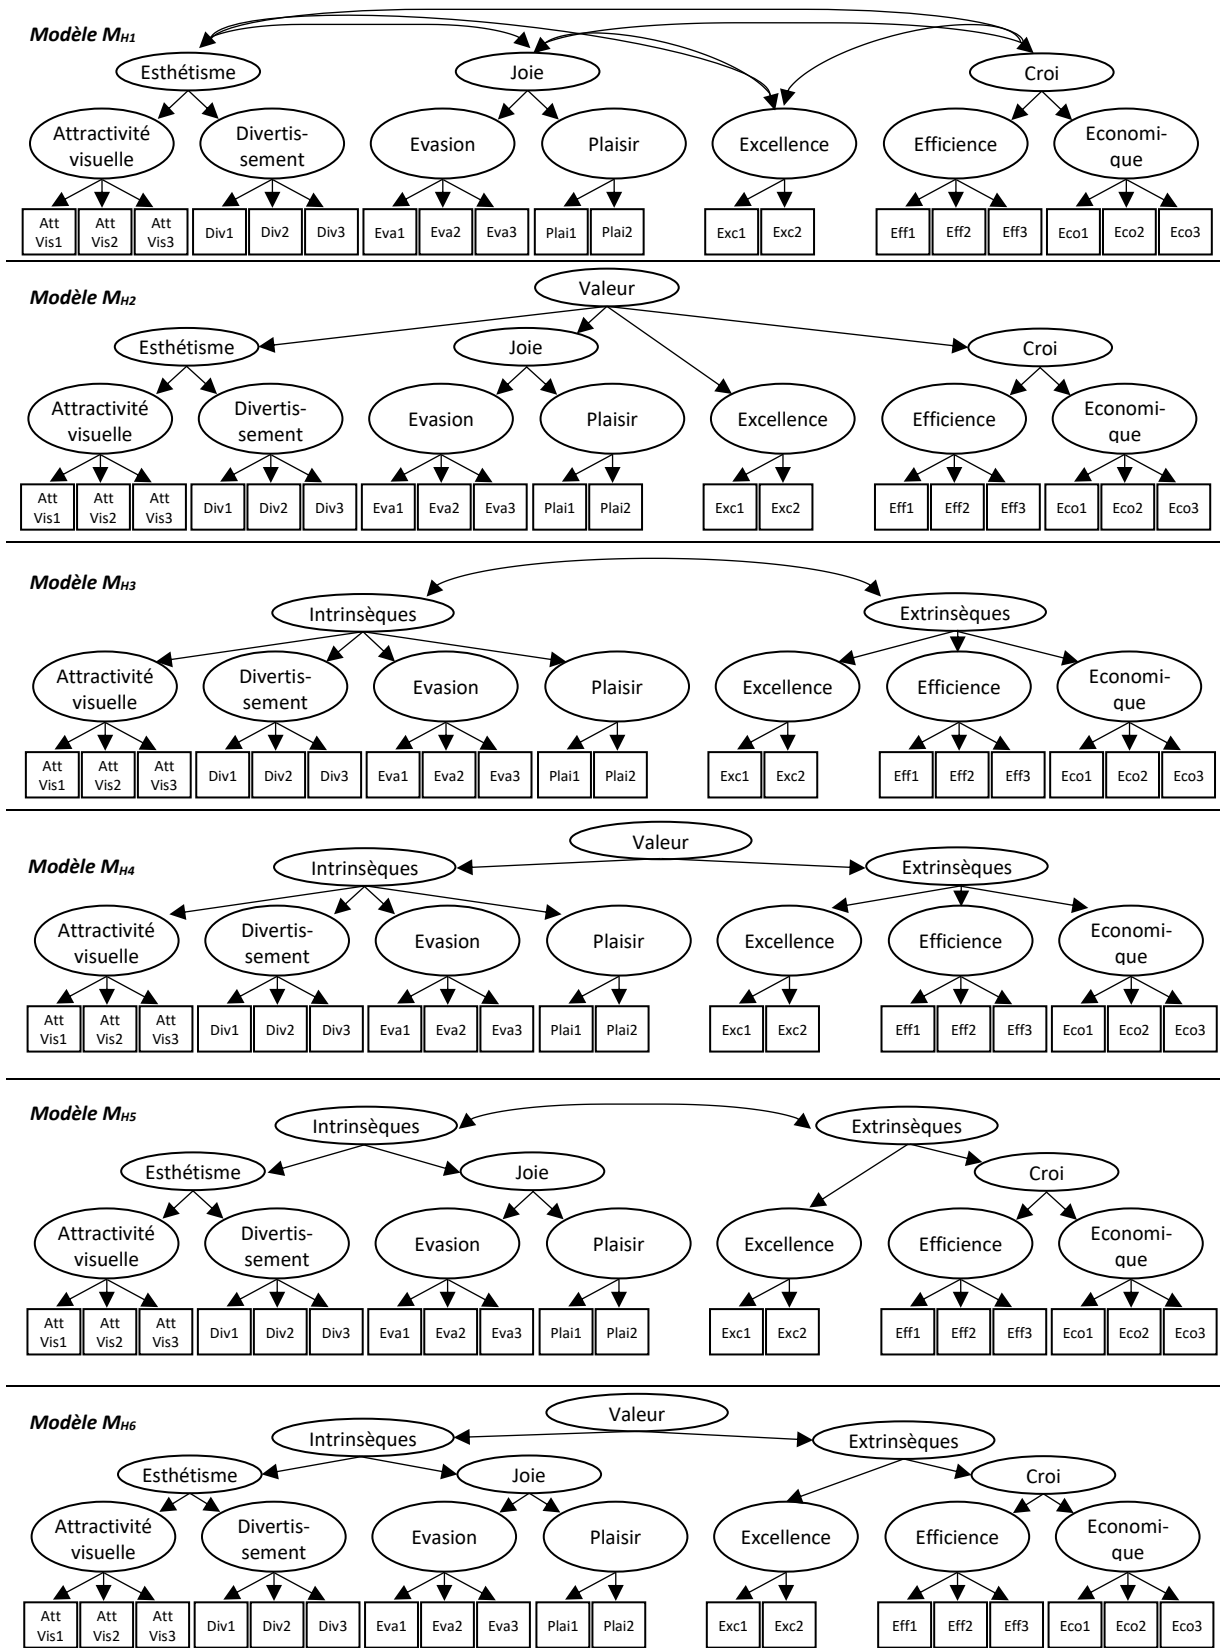 Modèle MH1
Esthétisme
Joie
Croi
Attractivité
visuelle
Divertis-
sement
Evasion
Plaisir
Excellence
Efficience
Economi-
que
Att
Vis1
Att
Vis2
Att
Vis3
Div1
Div2
Div3
Eva1
Eva2
Eva3
Plai1
Plai2
Exc1
Exc2
Eff1
Eff2
Eff3
Eco1
Eco2
Eco3
Modèle MH2
Valeur
Esthétisme
Joie
Croi
Attractivité
visuelle
Divertis-
sement
Evasion
Plaisir
Excellence
Efficience
Economi-
que
Att
Vis1
Att
Vis2
Att
Vis3
Div1
Div2
Div3
Eva1
Eva2
Eva3
Plai1
Plai2
Exc1
Exc2
Eff1
Eff2
Eff3
Eco1
Eco2
Eco3
Modèle MH3
Intrinsèques
Extrinsèques
Attractivité
visuelle
Divertis-
sement
Evasion
Plaisir
Excellence
Efficience
Economi-
que
Att
Vis1
Att
Vis2
Att
Vis3
Div1
Div2
Div3
Eva1
Eva2
Eva3
Plai1
Plai2
Exc1
Exc2
Eff1
Eff2
Eff3
Eco1
Eco2
Eco3
Modèle MH4
Valeur
Intrinsèques
Extrinsèques
Attractivité
visuelle
Divertis-
sement
Evasion
Plaisir
Excellence
Efficience
Economi-
que
Att
Vis1
Att
Vis2
Att
Vis3
Div1
Div2
Div3
Eva1
Eva2
Eva3
Plai1
Plai2
Exc1
Exc2
Eff1
Eff2
Eff3
Eco1
Eco2
Eco3
Modèle MH5
Intrinsèques
Extrinsèques
Esthétisme
Joie
Croi
Attractivité
visuelle
Divertis-
sement
Evasion
Plaisir
Excellence
Efficience
Economi-
que
Att
Vis1
Att
Vis2
Att
Vis3
Div1
Div2
Div3
Eva1
Eva2
Eva3
Plai1
Plai2
Exc1
Exc2
Eff1
Eff2
Eff3
Eco1
Eco2
Eco3
Modèle MH6
Valeur
Intrinsèques
Extrinsèques
Esthétisme
Joie
Croi
Attractivité
visuelle
Divertis-
sement
Evasion
Plaisir
Excellence
Efficience
Economi-
que
Att
Vis1
Att
Vis2
Att
Vis3
Div1
Div2
Div3
Eva1
Eva2
Eva3
Plai1
Plai2
Exc1
Exc2
Eff1
Eff2
Eff3
Eco1
Eco2
Eco3